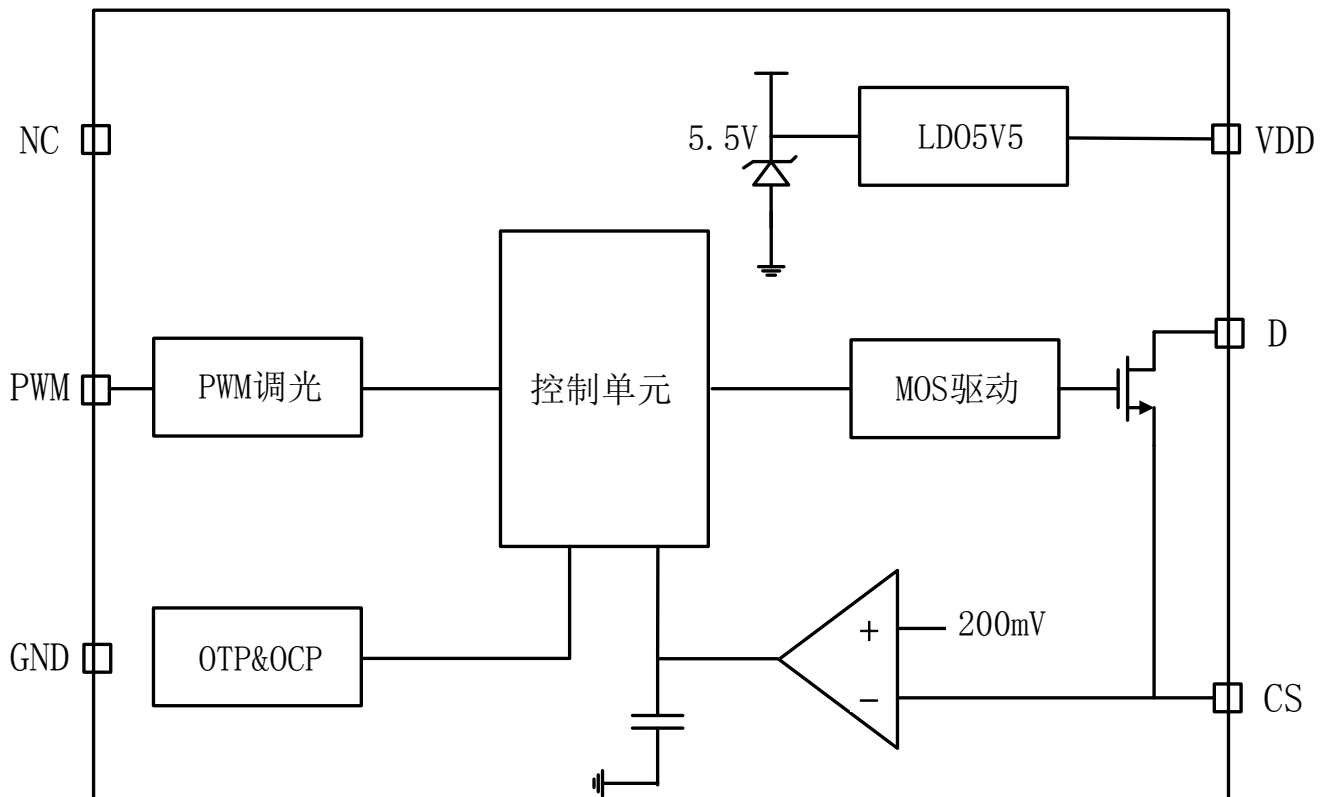 NC
5.5V
LDO5V5
VDD
D
PWM
PWM调光
控制单元
MOS驱动
GND
OTP&OCP
+
200mV
−
CS